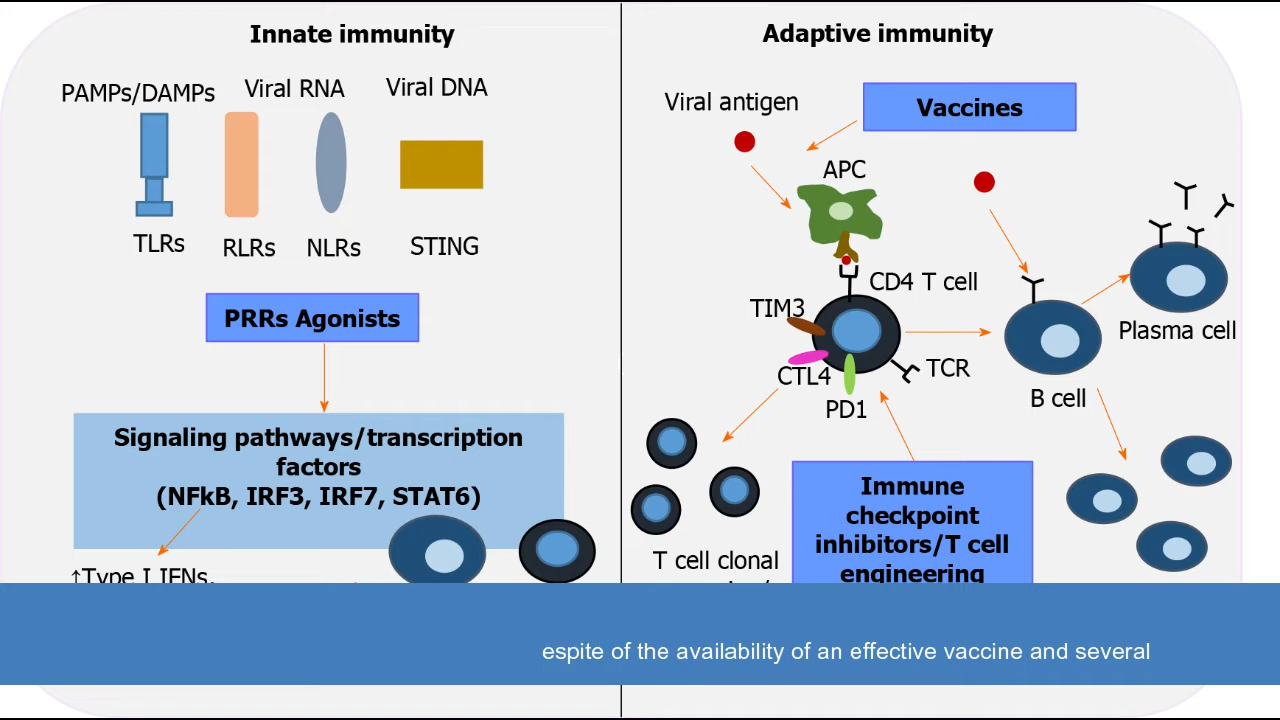 Innate immunity
PAMPs/DAMPs
Viral RNA
Viral DNA
TLRs
RLRs
NLRs
STING
PRRs Agonists
Signaling pathways/transcription
factors
(NFkB, IRF3, IRF7, STAT6)
↑Type I IFNs,
Adaptive immunity
Viral antigen
Vaccines
APC
CD4 T cell
TIM3
CTL4
PD1
TCR
B cell
Plasma cell
T cell clonal
Immune
checkpoint
inhibitors/T cell
engineering
espite of the availability of an effective vaccine and several